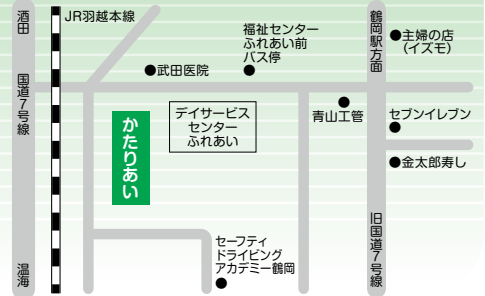 酒田
JR羽越本線
福祉センター
ふれあい前
バス停
鶴岡駅方面
●主婦の店
(イズモ)
●武田医院
国道7号線
かたりあい
デイサービス
センター
ふれあい
青山工管
セブンイレブン
●金太郎寿し
温海
セーフティ
ドライビング
アカデミー鶴岡
旧国道7号線